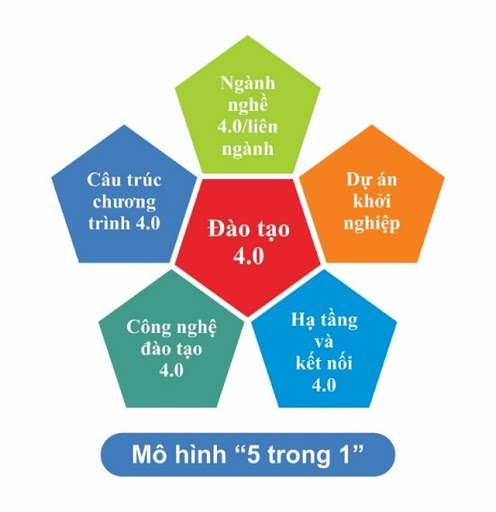 Ngành
nghề
4.0/liên
ngành
Câu trúc
chương
trình 4.0
Dự án
khởi
nghiệp
Đào tạo
4.0
Công nghệ
đào tạo
4.0
Hạ tầng
và
kết nối
4.0
Mô hình “5 trong 1”